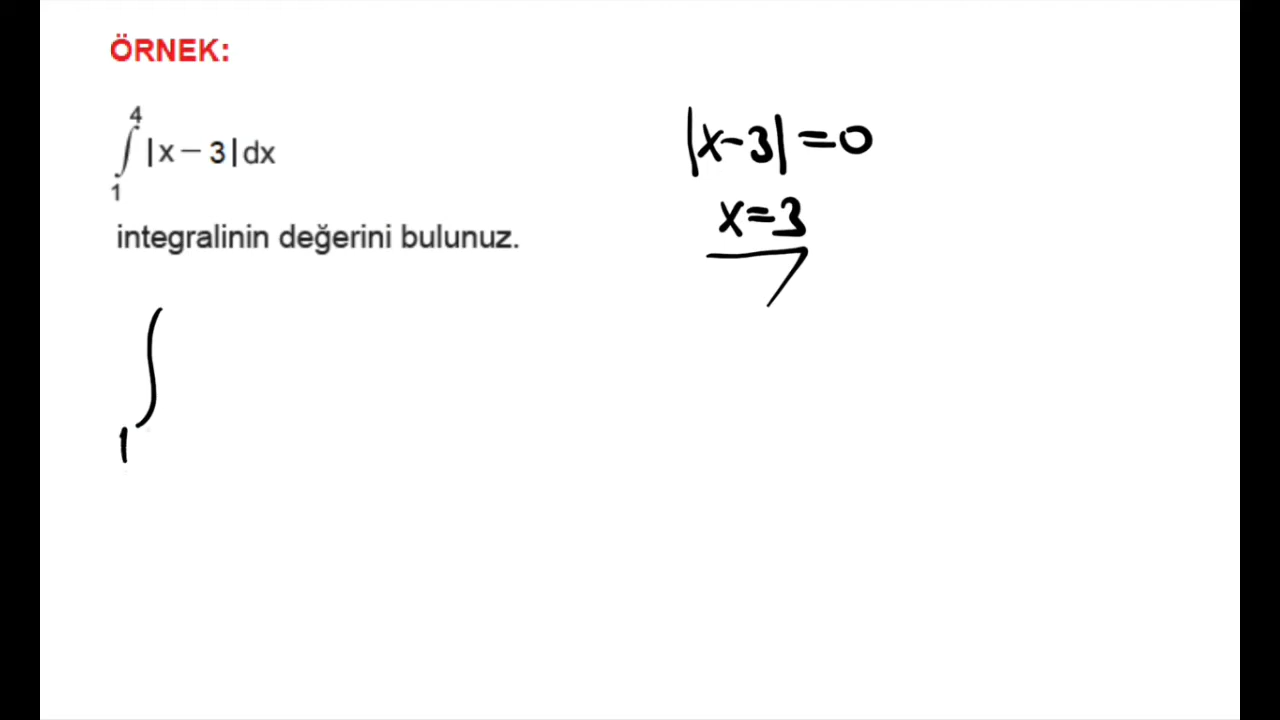 ÖRNEK:
4
∫ |x − 3| dx
1
integralinin değerini bulunuz.
|x-3| = 0
x=3
∫
1